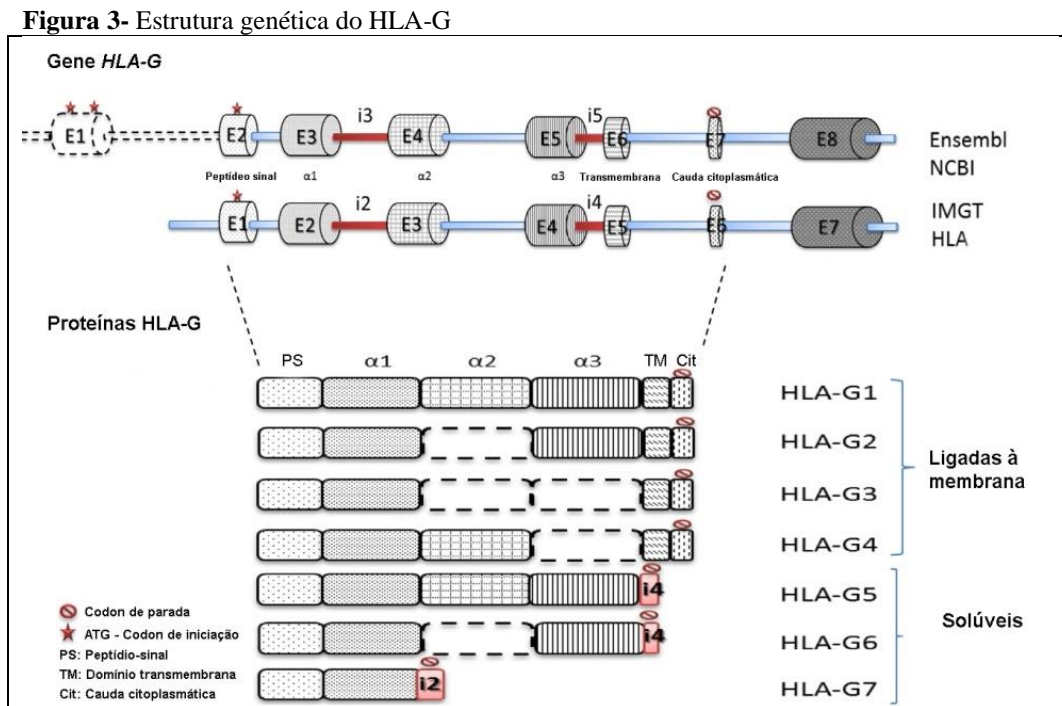 Figura 3- Estrutura genética do HLA-G
Gene HLA-G
i3 i5
E1 E2 E3 E4 E5 E6 E7 E8
Ensembl
NCBI
Peptídeo sinal α1 α2 α3 Transmembrana Cauda citoplasmática
i2 i4
E1 E2 E3 E4 E5 E6 E7
IMGT
HLA
Proteínas HLA-G
PS α1 α2 α3 TM Cit
HLA-G1
HLA-G2
HLA-G3
HLA-G4
Ligadas à
membrana
i4 HLA-G5
i4 HLA-G6
i2 HLA-G7
Solúveis
Codon de parada
ATG - Codon de iniciação
PS: Peptídio-sinal
TM: Domínio transmembrana
Cit: Cauda citoplasmática